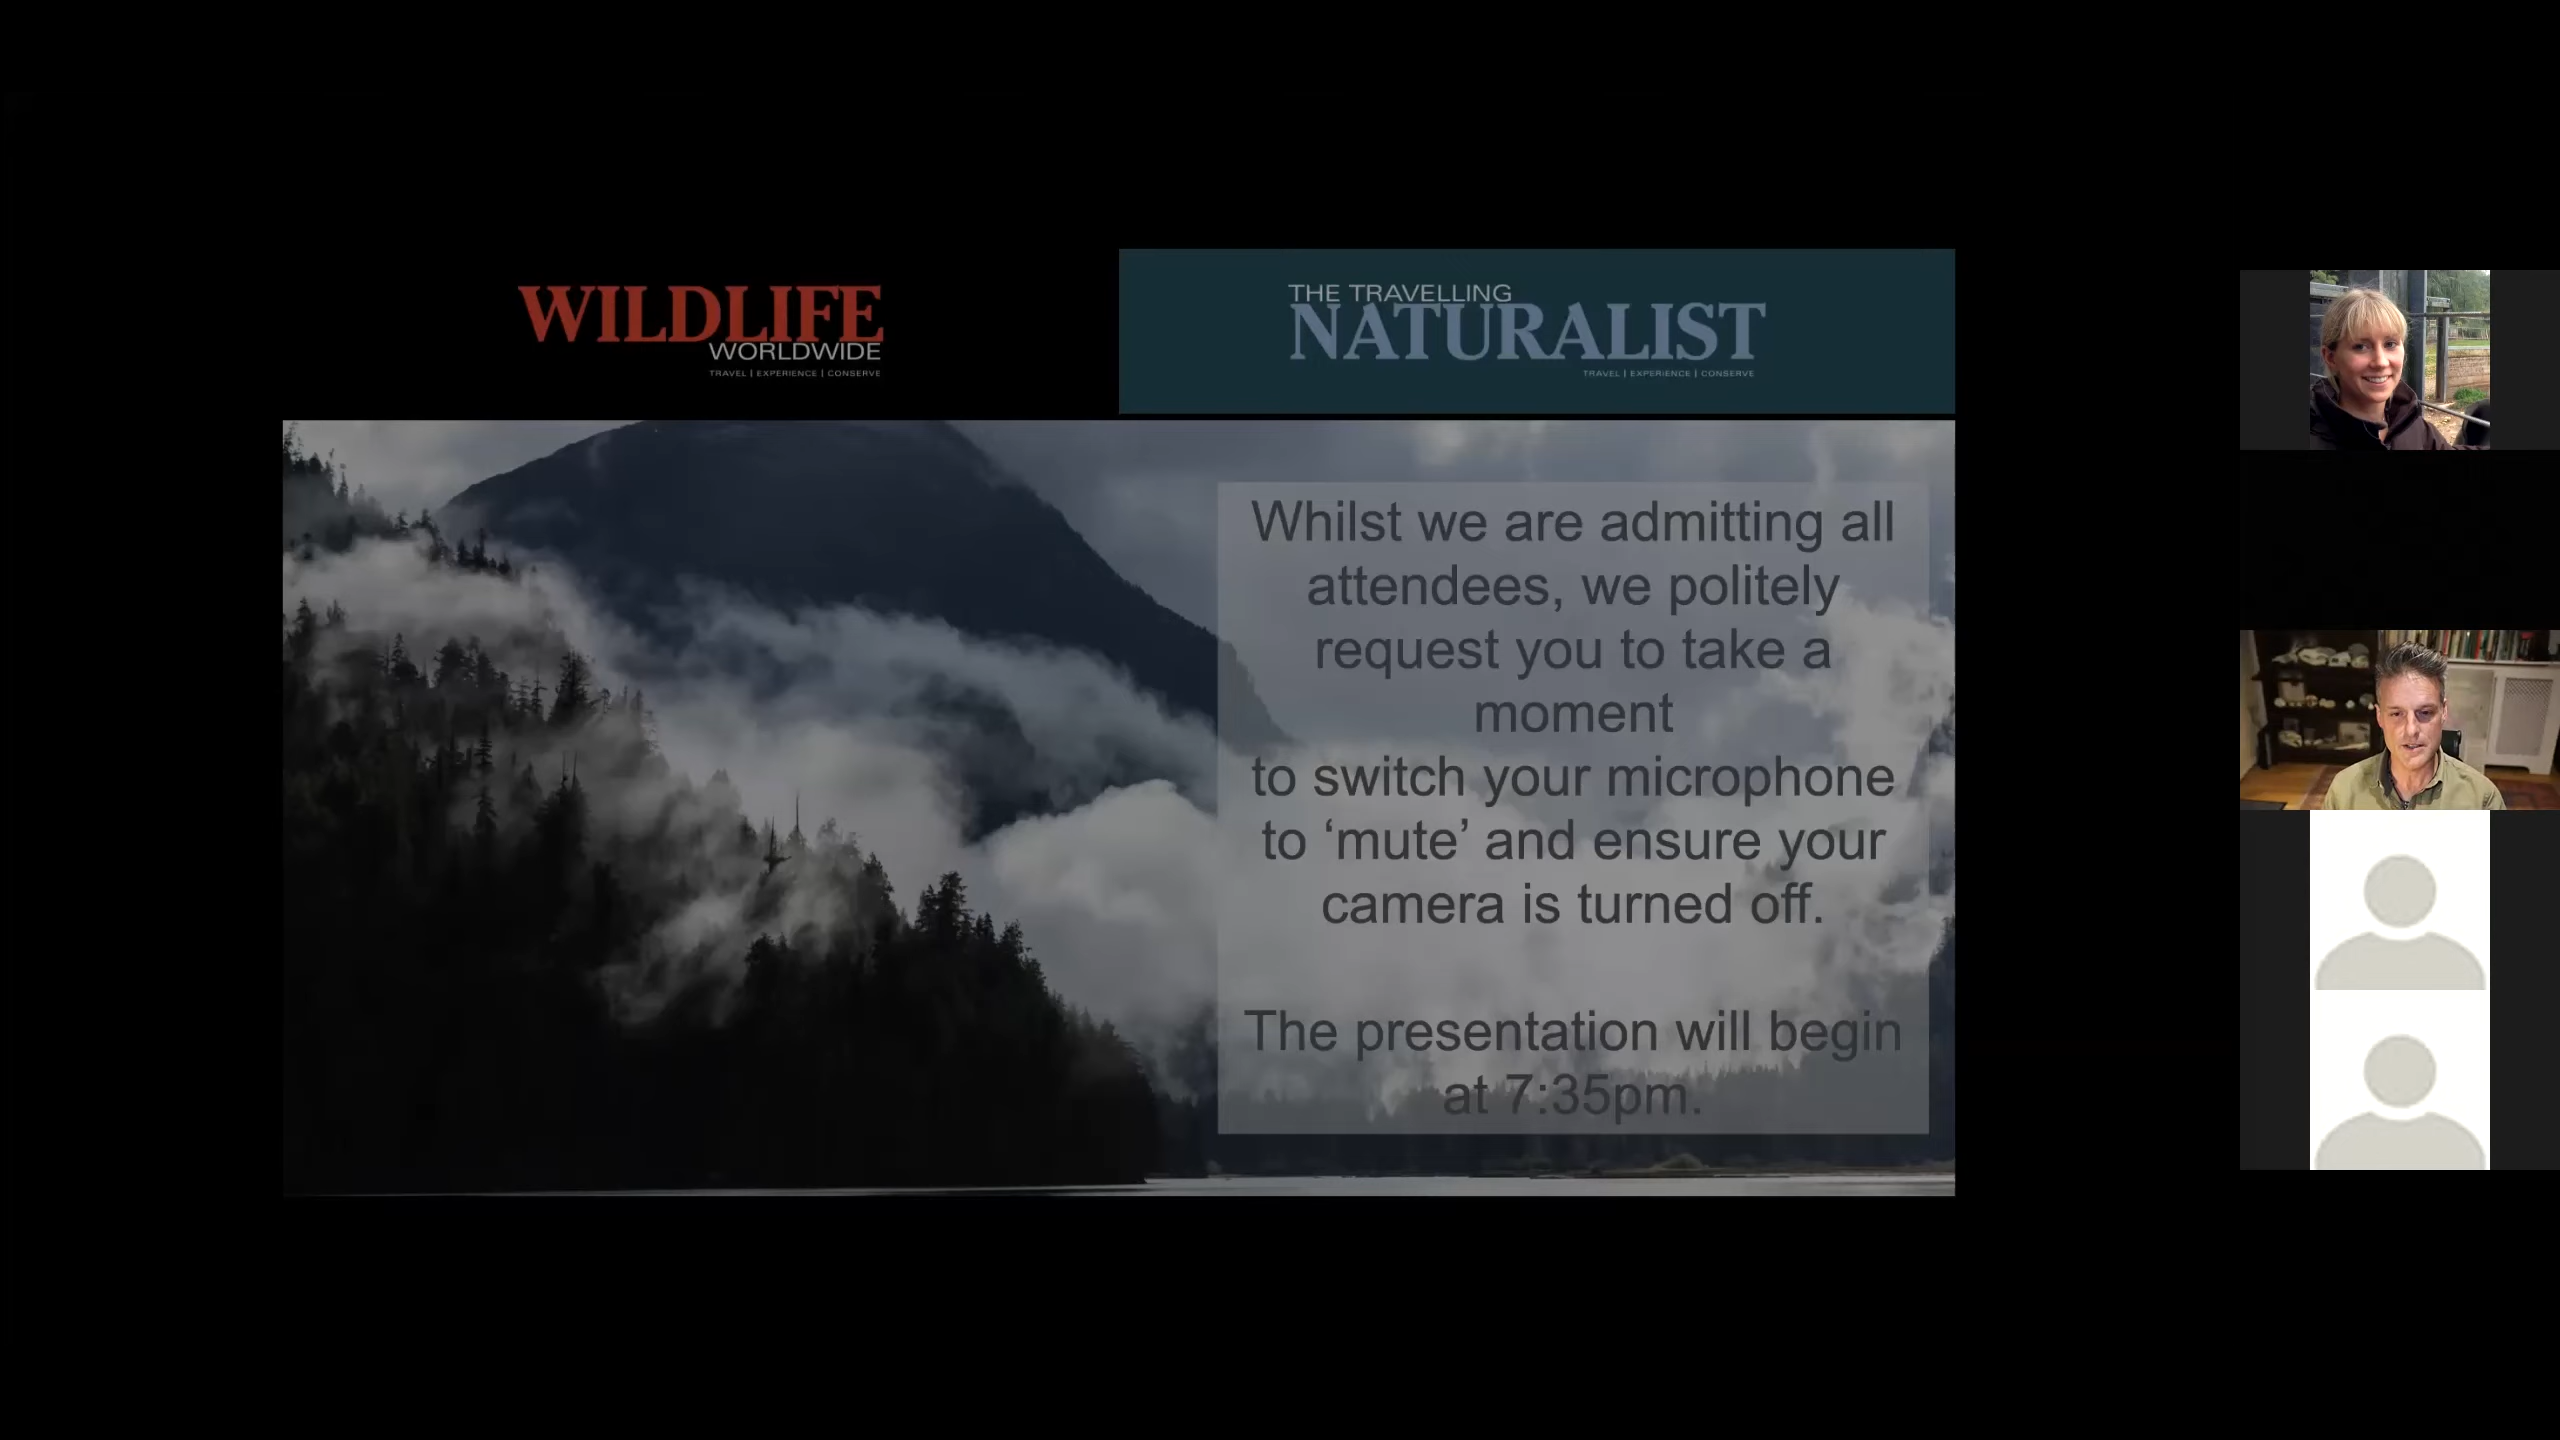 WILDLIFE
WORLDWIDE
TRAVEL | EXPERIENCE | CONSERVE
THE TRAVELLING
NATURALIST
TRAVEL | EXPERIENCE | CONSERVE
Whilst we are admitting all
attendees, we politely
request you to take a
moment
to switch your microphone
to ‘mute’ and ensure your
camera is turned off.
The presentation will begin
at 7:35pm.